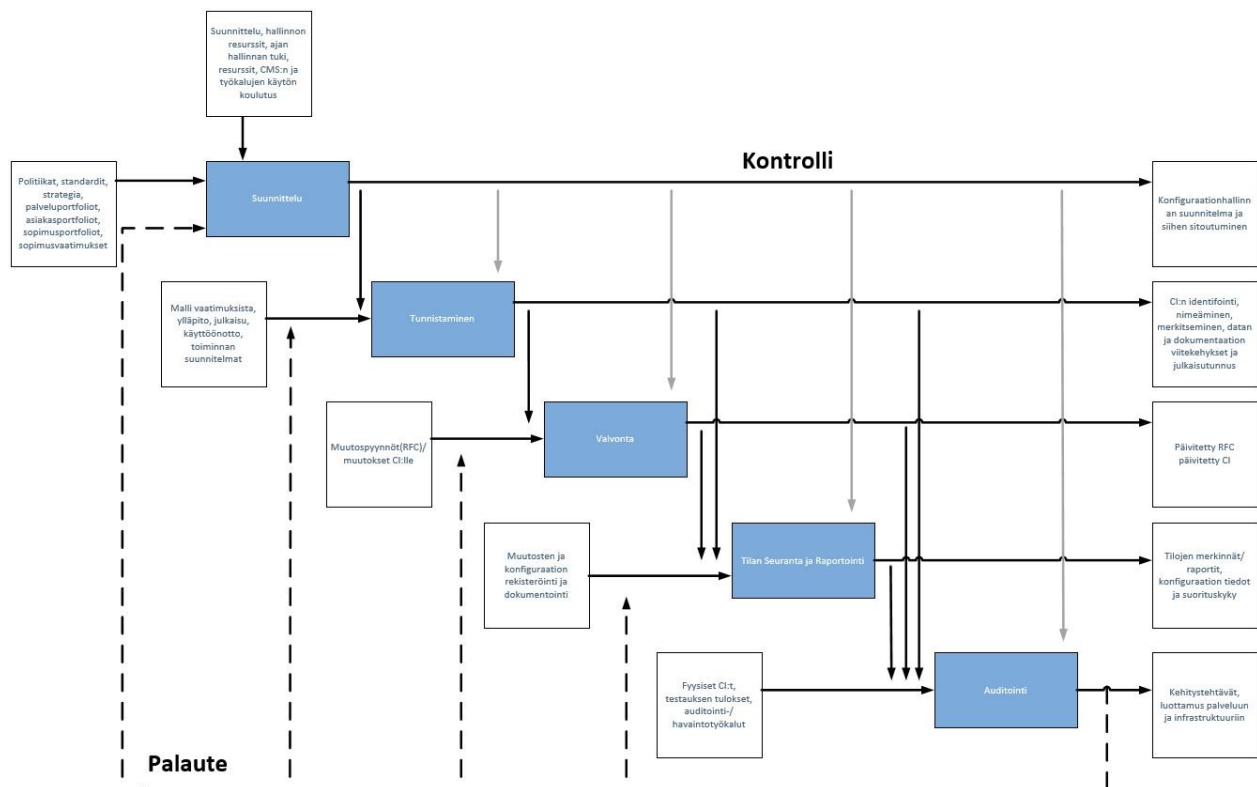 Suunnittelu, hallinnon
resurssit, ajan
hallinnan tuki,
resurssit, CMS:n ja
työkalujen käytön
koulutus
Kontrolli
Politiikat, standardit,
strategia,
palveluportfoliot,
asiakasportfoliot,
sopimusportfoliot,
sopimusvaatimukset
Suunnittelu
Konfiguraationhallinn
an suunnitelma ja
siihen sitoutuminen
Malli vaatimuksista,
ylläpito, julkaisu,
käyttöönotto,
toiminnan
suunnitelmat
Tunnistaminen
CI:n identifointi,
nimeäminen,
merkitseminen, datan
ja dokumentaation
viitekehykset ja
julkaisutunnus
Muutospyynnöt(RFC)/
muutokset CI:lle
Valvonta
Päivitetty RFC
päivitetty CI
Muutosten ja
konfiguraation
rekisteröinti ja
dokumentointi
Tilan Seuranta ja Raportointi
Tilojen merkinnät/
raportit,
konfiguraation tiedot
ja suorituskyky
Fyysiset CI:t,
testauksen tulokset,
auditointi-/
havaintotyökalut
Auditointi
Kehitystehtävät,
luottamus palveluun
ja infrastruktuuriin
Palaute